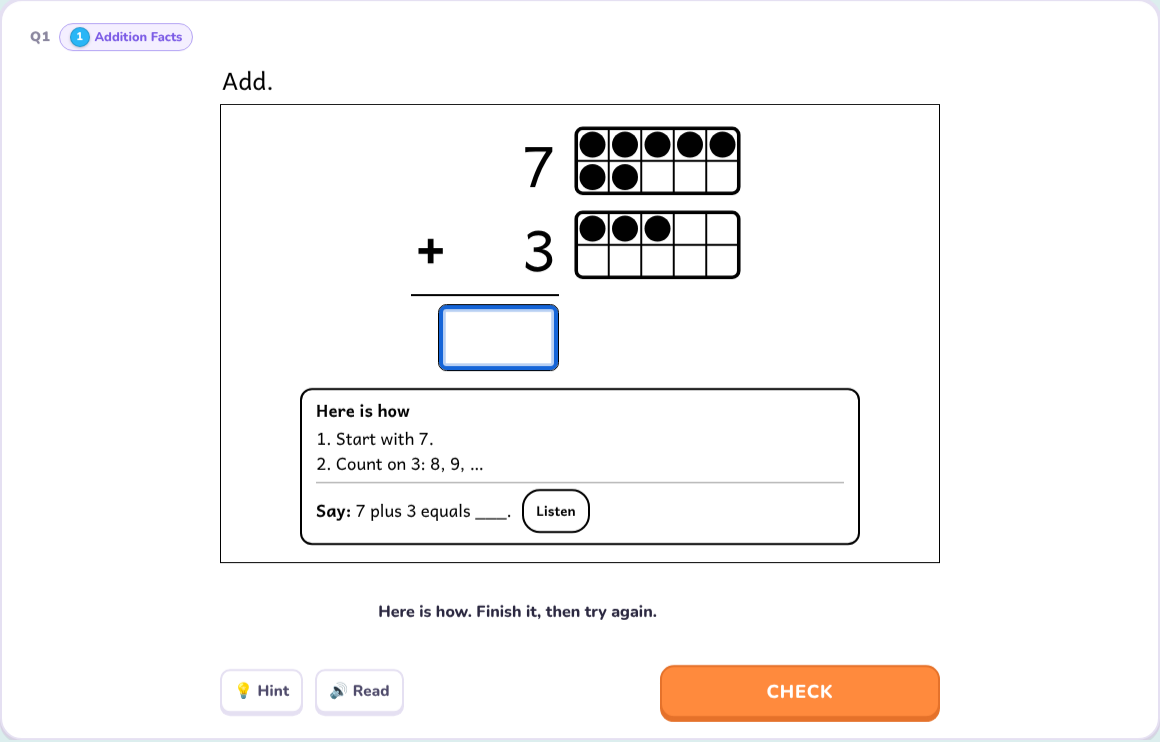 Q1 1 Addition Facts
Add.
7
+ 3
Here is how
1. Start with 7.
2. Count on 3: 8, 9, ...
Say: 7 plus 3 equals ___. Listen
Here is how. Finish it, then try again.
💡 Hint 🔊 Read CHECK